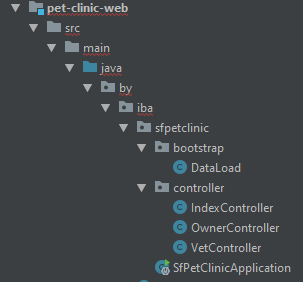 pet-clinic-web
src
main
java
by
iba
sfpetclinic
bootstrap
DataLoad
controller
IndexController
OwnerController
VetController
SfPetClinicApplication